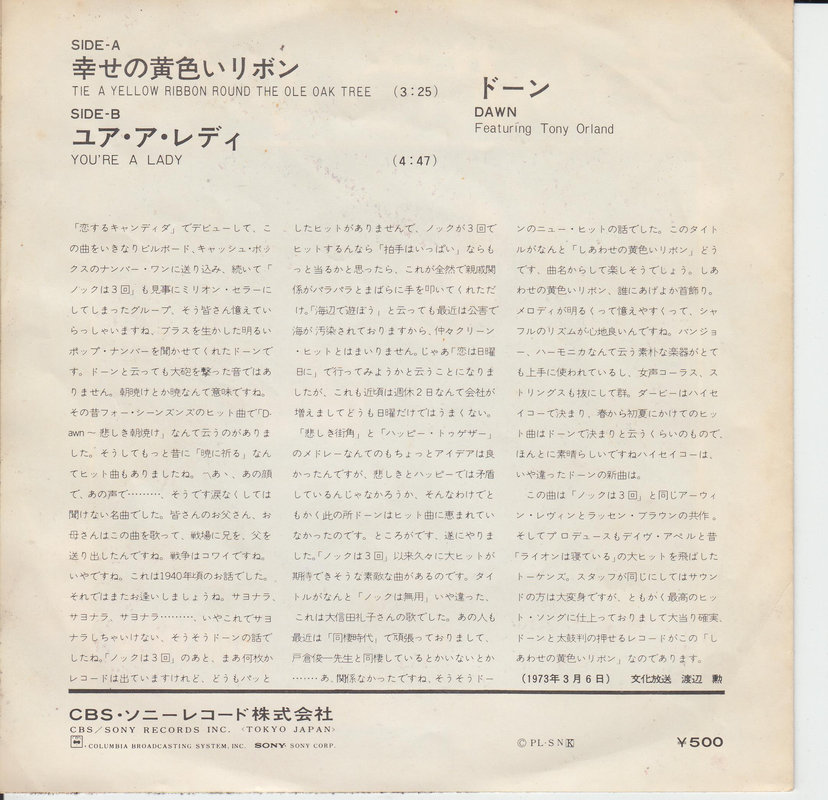 SIDE-A
幸せの黄色いリボン
TIE A YELLOW RIBBON ROUND THE OLE OAK TREE (3:25)
SIDE-B
ユア・ア・レディ
YOU'RE A LADY (4:47)
ドーン
DAWN
Featuring Tony Orland
「恋するキャンディダ」でデビューして、こ
の曲をいきなりビルボード、キャッシュ・ボッ
クスのナンバー・ワンに送り込み、続いて「
ノックは3回」も見事にミリオン・セラーに
してしまったグループ、そう皆さん憶えてい
らっしゃいますね、ブラスを生かした明るい
ポップ・ナンバーを聞かせてくれたドーンで
す。ドーンと云っても大砲を撃った音ではあ
りません。朝焼けとか暁なんて意味ですね。
その昔フォー・シーンズンズのヒット曲で「D-
awn〜悲しき朝焼け」なんて云うのがありま
した。そうしてもっと昔に「暁に祈る」なん
てヒット曲もありましたね。へあゝ、あの顔
で、あの声で………、そうです涙なくしては
聞けない名曲でした。皆さんのお父さん、お
母さんはこの曲を歌って、戦場に兄を、父を
送り出したんですね。戦争はコワイですね。
いやですね。これは1940年頃のお話でした。
それではまたお逢いしましょうね。サヨナラ、
サヨナラ、サヨナラ………、いやこれでサヨ
ナラしちゃいけない、そうそうドーンの話で
したね。「ノックは3回」のあと、まあ何枚か
レコードは出ていますけれど、どうもパッと
したヒットがありませんで、ノックが3回で
ヒットするんなら「拍手はいっぱい」ならも
っと当るかと思ったら、これが全然で親戚関
係がパラパラとまばらに手を叩いてくれただ
け。「海辺で遊ぼう」と云っても最近は公害で
海が汚染されておりますから、仲々クリーン
・ヒットとはまいりません。じゃあ「恋は日曜
日に」で行ってみようかと云うことになりま
したが、これも近頃は週休2日なんて会社が
増えましてどうも日曜だけではうまくない。
「悲しき街角」と「ハッピー・トゥゲザー」
のメドレーなんてのもちょっとアイデアは良
かったんですが、悲しきとハッピーでは矛盾
しているんじゃなかろうか、そんなわけでと
もかく此の所ドーンはヒット曲に恵まれてい
なかったのです。ところがです、遂にやりま
した。「ノックは3回」以来久々に大ヒットが
期待できそうな素敵な曲があるのです。タイ
トルがなんと「ノックは無用」いや違った、
これは大信田礼子さんの歌でした。あの人も
最近は「同棲時代」で頑張っておりまして、
戸倉俊一先生と同棲しているとかいないとか
………あ、関係なかったですね、そうそうドー
ンのニュー・ヒットの話でした。このタイト
ルがなんと「しあわせの黄色いリボン」どう
です、曲名からして楽しそうでしょう。しあ
わせの黄色いリボン、誰にあげよか首飾り。
メロディが明るくって憶えやすくって、シャ
フルのリズムが心地良いんですね。バンジョ
ー、ハーモニカなんて云う素朴な楽器がとて
も上手に使われているし、女声コーラス、ス
トリングスも抜にして群。ダービーはハイセ
イコーで決まり、春から初夏にかけてのヒッ
ト曲はドーンで決まりと云うくらいのもので、
ほんとに素晴らしいですねハイセイコーは、
いや違ったドーンの新曲は。
この曲は「ノックは3回」と同じアーウィ
ン・レヴィンとラッセン・ブラウンの共作。
そしてプロデュースもデイヴ・アペルと昔
「ライオンは寝ている」の大ヒットを飛ばした
トーケンズ。スタッフが同じにしてはサウン
ドの方は大変身ですが、ともかく最高のヒッ
ト・ソングに仕上っておりまして大当り確実、
ドーンと太鼓判の押せるレコードがこの「し
あわせの黄色いリボン」なのであります。
(1973年3月6日) 文化放送 渡辺 勲
CBS・ソニーレコード株式会社
CBS/SONY RECORDS INC. 〈TOKYO JAPAN〉
・COLUMBIA BROADCASTING SYSTEM, INC. SONY・SONY CORP.
Ⓒ PL・S N K
¥500